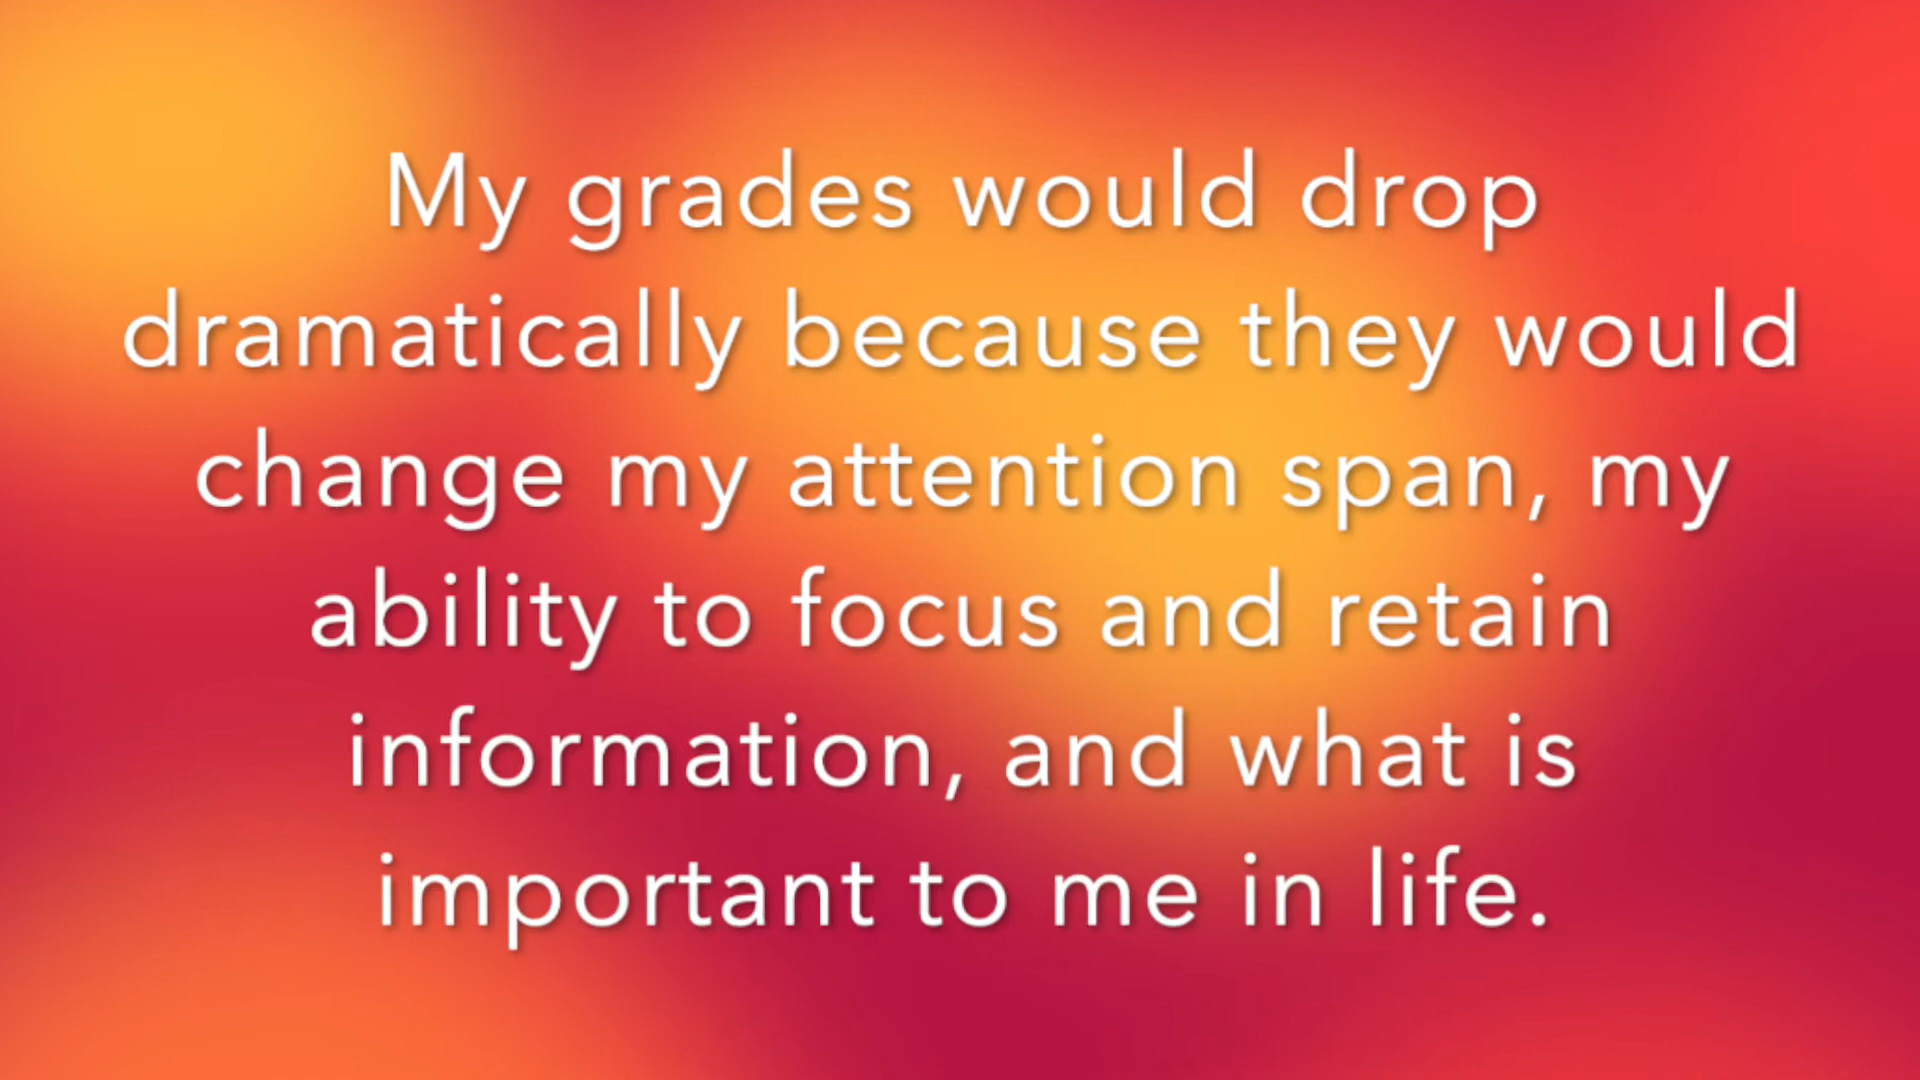 My grades would drop
dramatically because they would
change my attention span, my
ability to focus and retain
information, and what is
important to me in life.